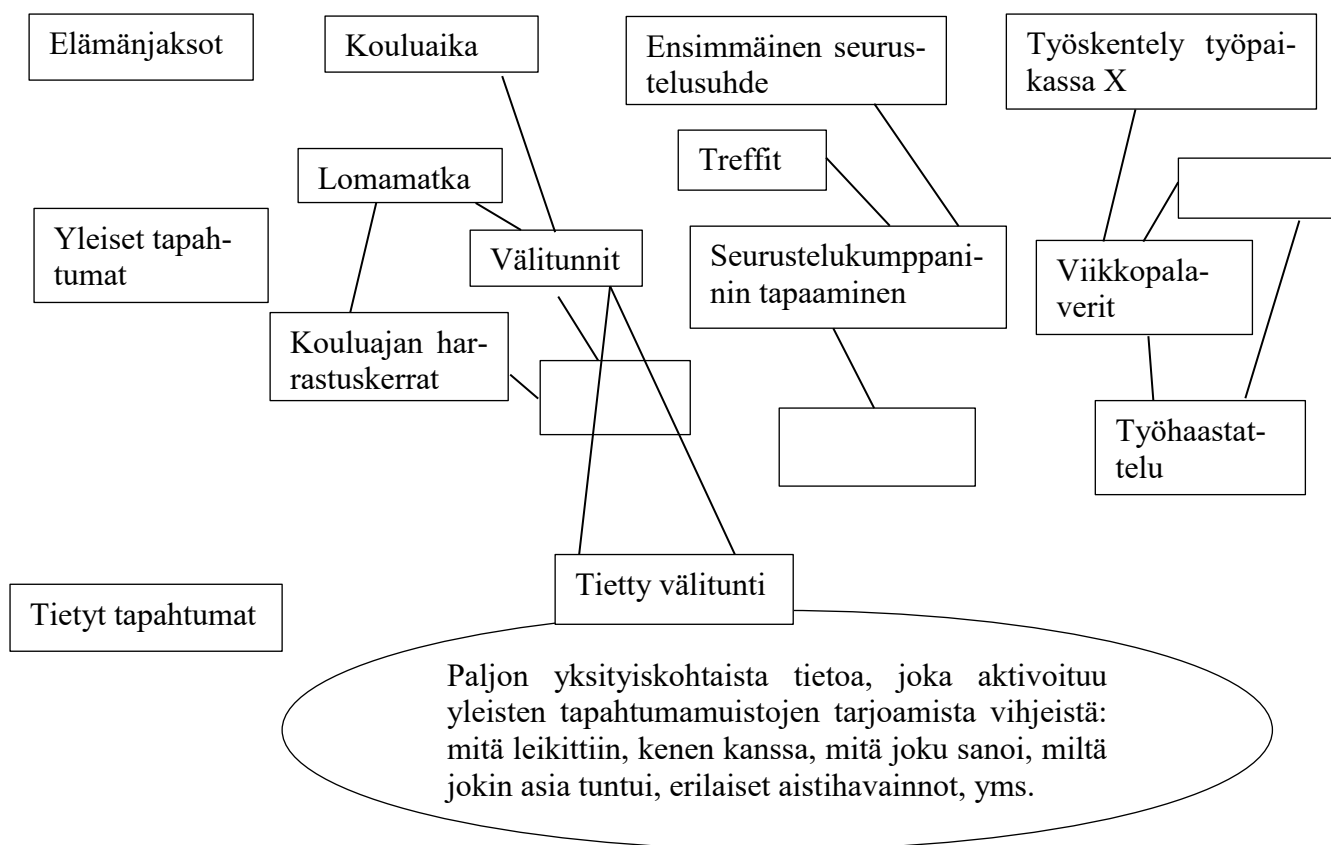 Elämänjaksot
Kouluaika
Ensimmäinen seurus-
telusuhde
Työskentely työpai-
kassa X
Treffit
Lomamatka
Yleiset tapah-
tumat
Välitunnit
Seurustelukumppani-
nin tapaaminen
Viikkopala-
verit
Kouluajan har-
rastuskerrat
Työhaastat-
telu
Tietty välitunti
Tietyt tapahtumat
Paljon yksityiskohtaista tietoa, joka aktivoituu
yleisten tapahtumamuistojen tarjoamista vihjeistä:
mitä leikittiin, kenen kanssa, mitä joku sanoi, miltä
jokin asia tuntui, erilaiset aistihavainnot, yms.